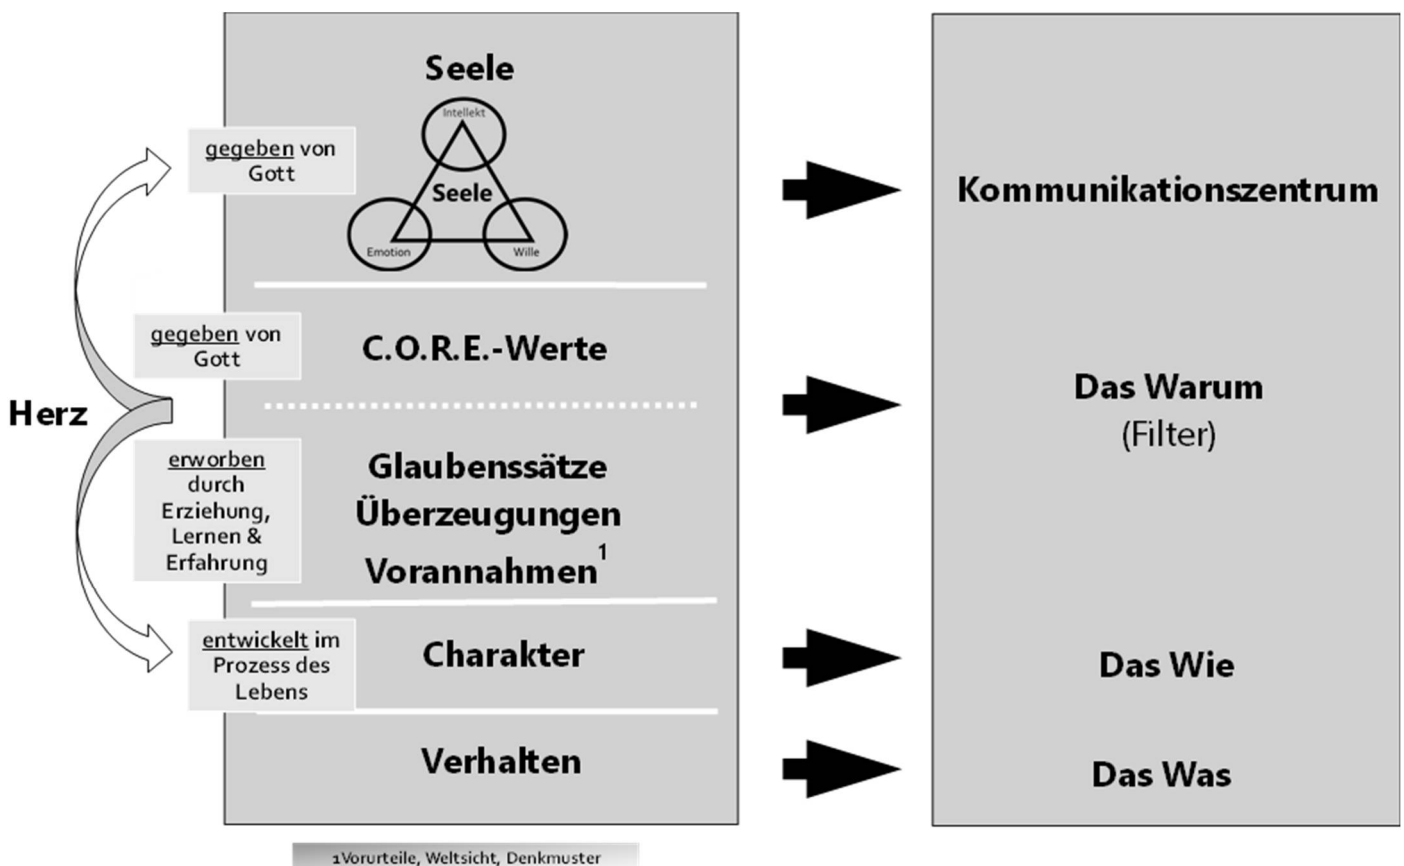 Seele
Intellekt
Seele
Emotion
Wille
gegeben von
Gott
Kommunikationszentrum
gegeben von
Gott
C.O.R.E.-Werte
Herz
Das Warum
(Filter)
erworben
durch
Erziehung,
Lernen &
Erfahrung
Glaubenssätze
Überzeugungen
Vorannahmen¹
entwickelt im
Prozess des
Lebens
Charakter
Das Wie
Verhalten
Das Was
1Vorurteile, Weltsicht, Denkmuster